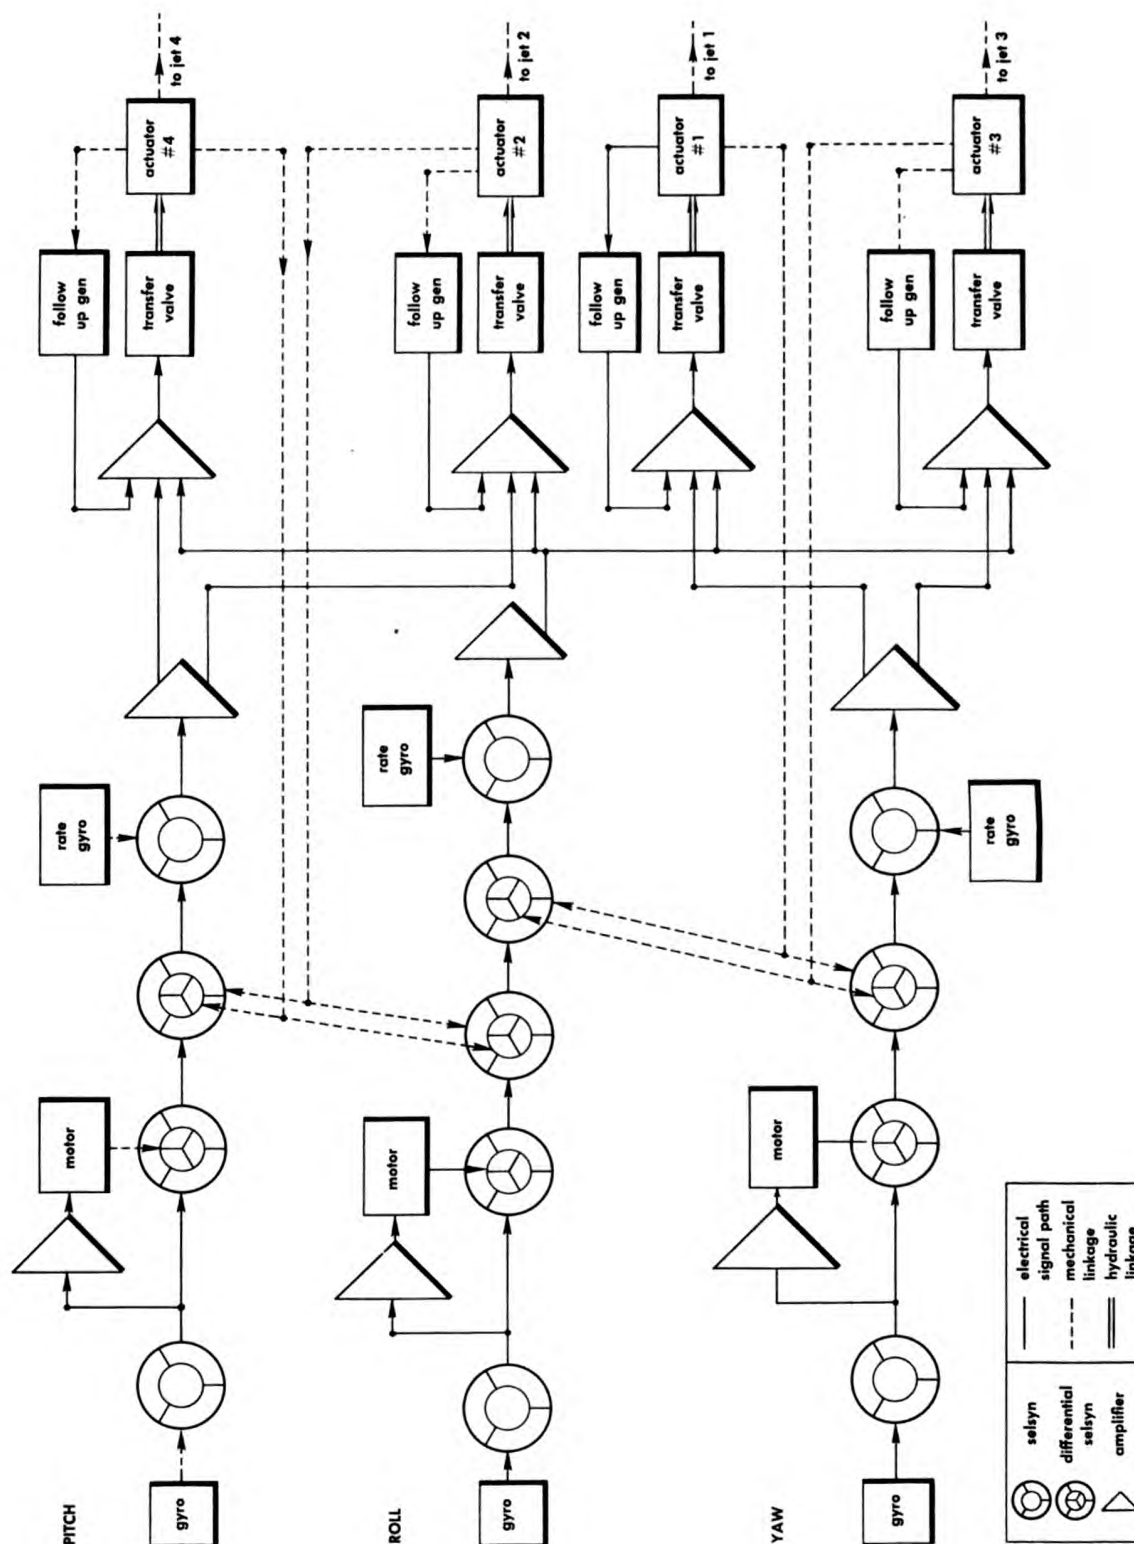 PITCH
gyro
motor
rate
gyro
follow
up gen
transfer
valve
actuator
#4
to jet 4
ROLL
gyro
motor
rate
gyro
follow
up gen
transfer
valve
actuator
#2
to jet 2
follow
up gen
transfer
valve
actuator
#1
to jet 1
YAW
gyro
motor
rate
gyro
follow
up gen
transfer
valve
actuator
#3
to jet 3
selsyn
differential
selsyn
amplifier
electrical
signal path
mechanical
linkage
hydraulic
linkage